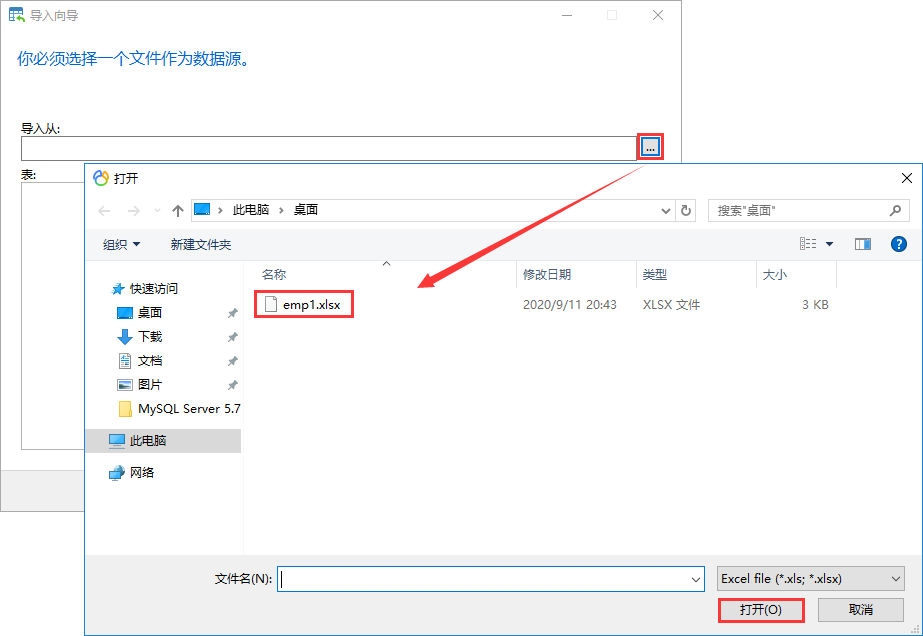 导入向导
你必须选择一个文件作为数据源。
导入从:
...
表:
打开
此电脑 › 桌面
搜索"桌面"
组织 新建文件夹
名称 修改日期 类型 大小
emp1.xlsx 2020/9/11 20:43 XLSX 文件 3 KB
快速访问
桌面
下载
文档
图片
MySQL Server 5.7
此电脑
网络
文件名(N): Excel file (*.xls; *.xlsx)
打开(O) 取消